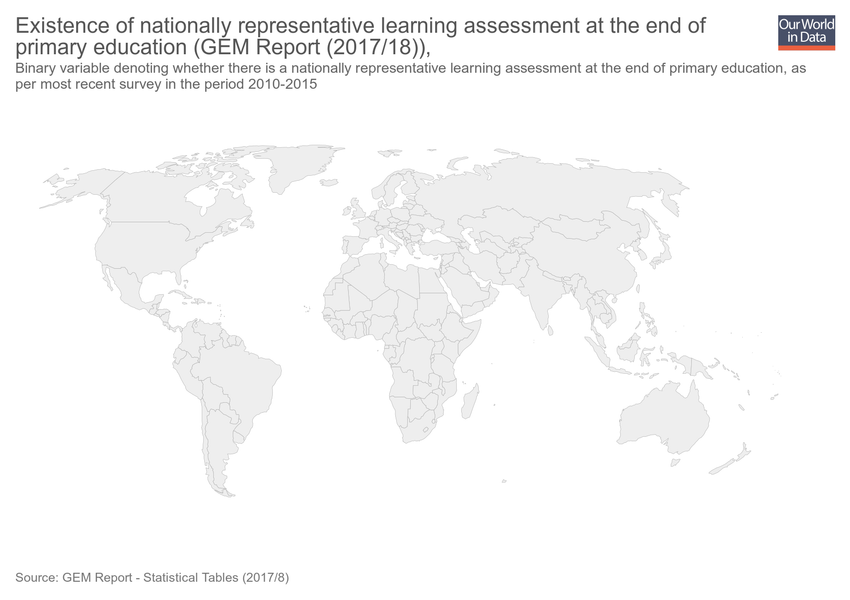 Existence of nationally representative learning assessment at the end of
primary education (GEM Report (2017/18)),
Our World
in Data
Binary variable denoting whether there is a nationally representative learning assessment at the end of primary education, as
per most recent survey in the period 2010-2015
Source: GEM Report - Statistical Tables (2017/8)